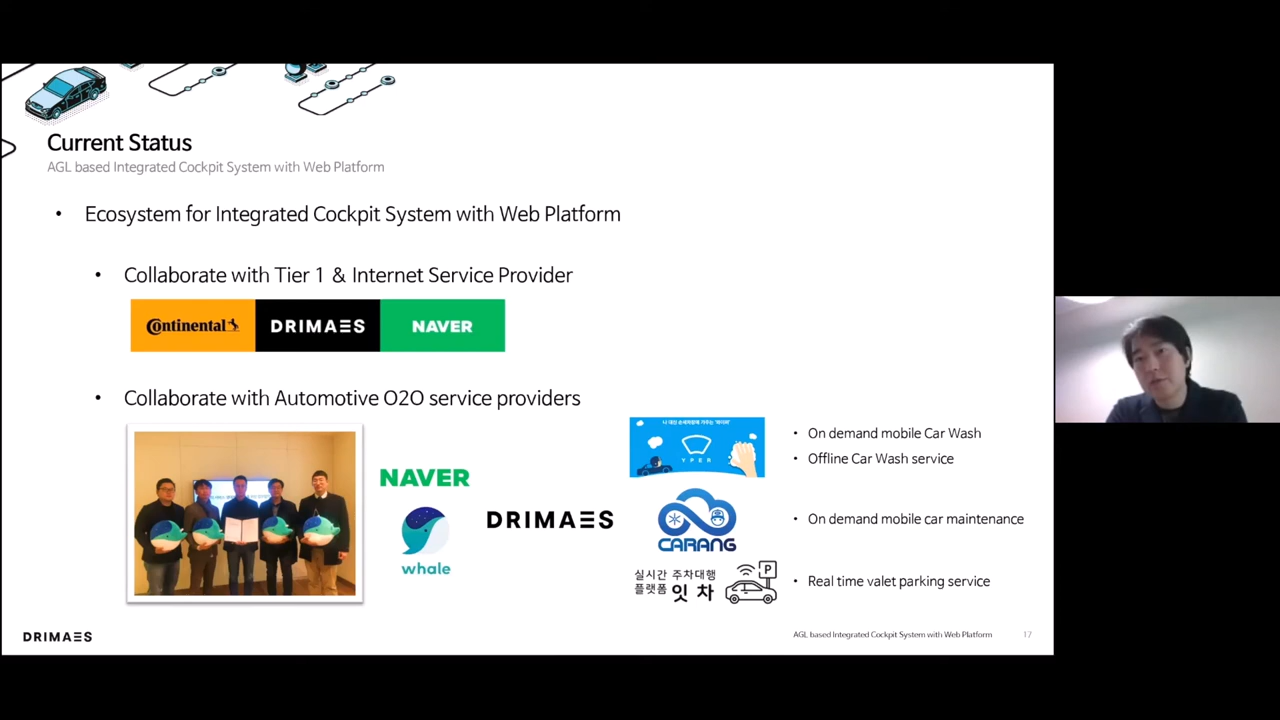 Current Status
AGL based Integrated Cockpit System with Web Platform
• Ecosystem for Integrated Cockpit System with Web Platform
• Collaborate with Tier 1 & Internet Service Provider
Continental
DRIMAES
NAVER
• Collaborate with Automotive O2O service providers
NAVER
whale
DRIMAES
YPER
• On demand mobile Car Wash
• Offline Car Wash service
CARANG
• On demand mobile car maintenance
실시간 주차대행
플랫폼 잇차
P
• Real time valet parking service
DRIMAES
AGL based Integrated Cockpit System with Web Platform
17